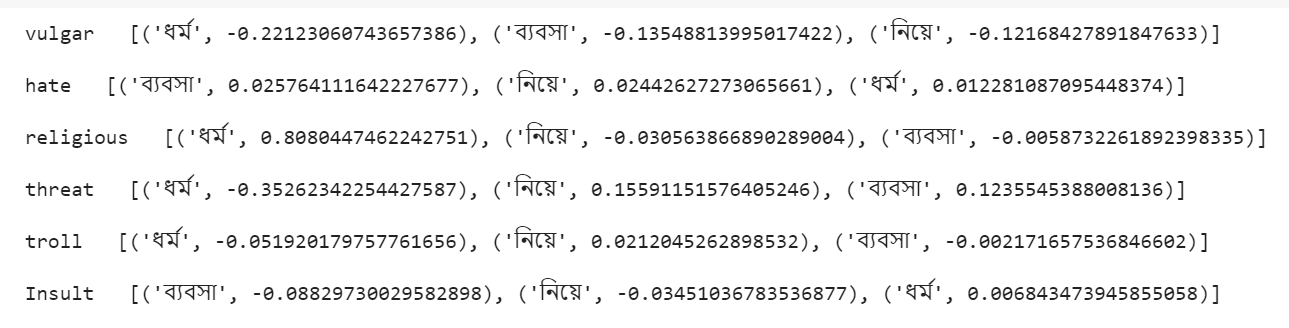 vulgar [('ধর্ম', -0.22123060743657386), ('ব্যবসা', -0.13548813995017422), ('নিয়ে', -0.12168427891847633)]
hate [('ব্যবসা', 0.025764111642227677), ('নিয়ে', 0.02442627273065661), ('ধর্ম', 0.012281087095448374)]
religious [('ধর্ম', 0.8080447462242751), ('নিয়ে', -0.030563866890289004), ('ব্যবসা', -0.0058732261892398335)]
threat [('ধর্ম', -0.35262342254427587), ('নিয়ে', 0.15591151576405246), ('ব্যবসা', 0.1235545388008136)]
troll [('ধর্ম', -0.051920179757761656), ('নিয়ে', 0.0212045262898532), ('ব্যবসা', -0.002171657536846602)]
Insult [('ব্যবসা', -0.08829730029582898), ('নিয়ে', -0.03451036783536877), ('ধর্ম', 0.006843473945855058)]